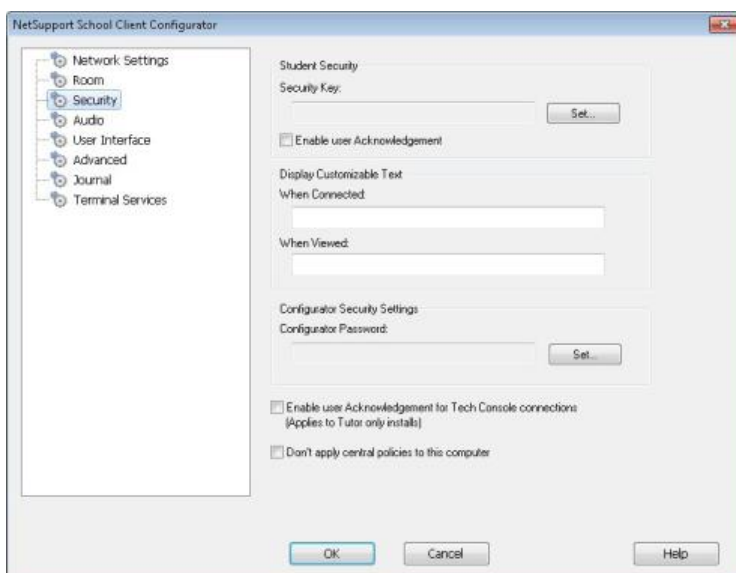 NetSupport School Client Configurator
Network Settings
Room
Security
Audio
User Interface
Advanced
Journal
Terminal Services
Student Security
Security Key:
Set...
Enable user Acknowledgement
Display Customizable Text
When Connected:
When Viewed:
Configurator Security Settings
Configurator Password:
Set...
Enable user Acknowledgement for Tech Console connections
(Applies to Tutor only installs)
Don't apply central policies to this computer
OK
Cancel
Help